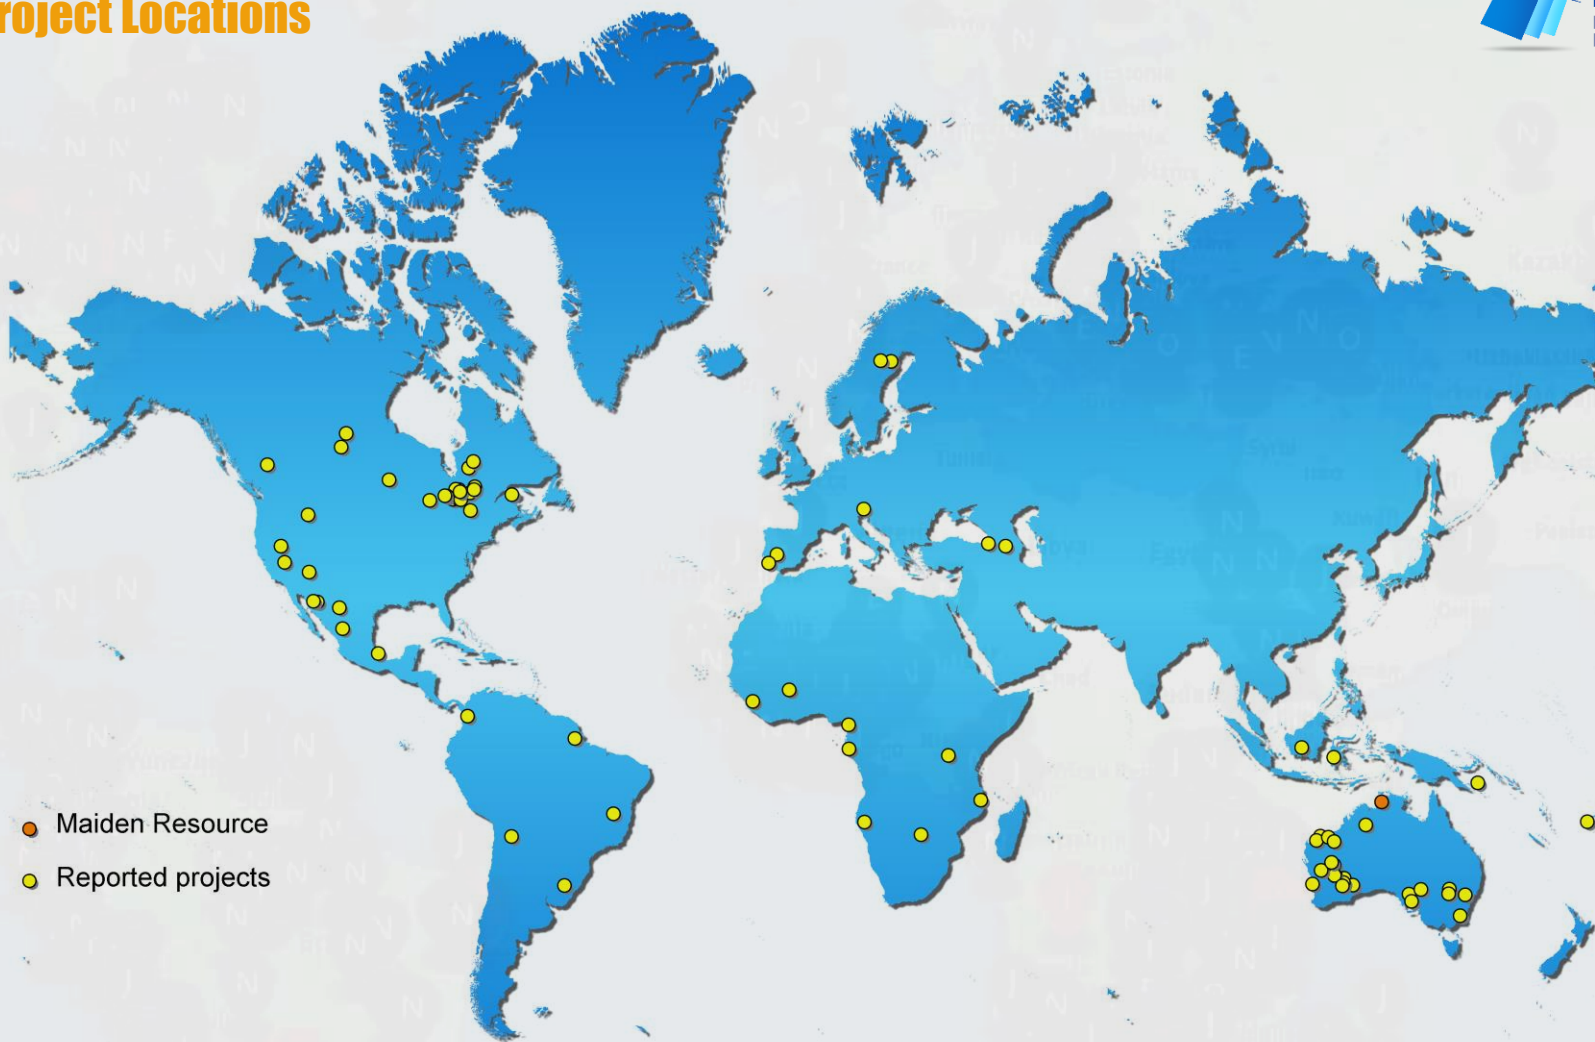 roject Locations
Maiden Resource
Reported projects